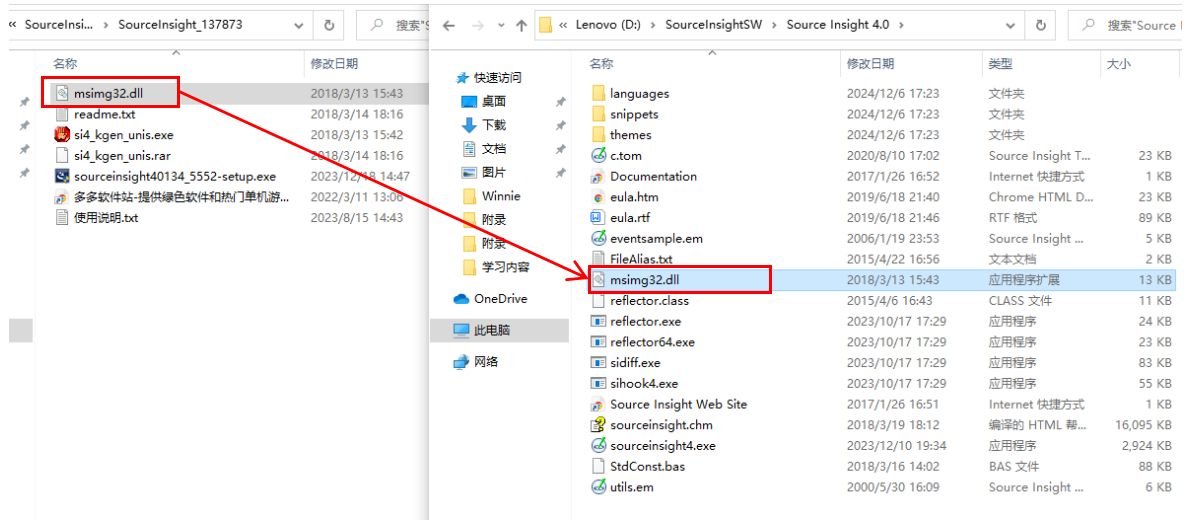 « SourceInsi... › SourceInsight_137873
搜索"S
名称 修改日期
msimg32.dll 2018/3/13 15:43
readme.txt 2018/3/14 18:16
si4_kgen_unis.exe 2018/3/13 15:42
si4_kgen_unis.rar 2018/3/14 18:16
sourceinsight40134_5552-setup.exe 2023/12/18 14:47
多多软件站-提供绿色软件和热门单机游... 2022/3/11 13:06
使用说明.txt 2023/8/15 14:43
« Lenovo (D:) › SourceInsightSW › Source Insight 4.0 ›
搜索"Source I
快速访问
桌面
下载
文档
图片
Winnie
附录
附录
学习内容
OneDrive
此电脑
网络
名称 修改日期 类型 大小
languages 2024/12/6 17:23 文件夹
snippets 2024/12/6 17:23 文件夹
themes 2024/12/6 17:23 文件夹
c.tom 2020/8/10 17:02 Source Insight T... 23 KB
Documentation 2017/1/26 16:52 Internet 快捷方式 1 KB
eula.htm 2019/6/18 21:40 Chrome HTML D... 23 KB
eula.rtf 2019/6/18 21:46 RTF 格式 89 KB
eventsample.em 2006/1/19 23:53 Source Insight ... 5 KB
FileAlias.txt 2015/4/22 16:56 文本文档 2 KB
msimg32.dll 2018/3/13 15:43 应用程序扩展 13 KB
reflector.class 2015/4/6 16:43 CLASS 文件 11 KB
reflector.exe 2023/10/17 17:29 应用程序 24 KB
reflector64.exe 2023/10/17 17:29 应用程序 23 KB
sidiff.exe 2023/10/17 17:29 应用程序 83 KB
sihook4.exe 2023/10/17 17:29 应用程序 55 KB
Source Insight Web Site 2017/1/26 16:51 Internet 快捷方式 1 KB
sourceinsight.chm 2018/3/19 18:12 编译的 HTML 帮... 16,095 KB
sourceinsight4.exe 2023/12/10 19:34 应用程序 2,924 KB
StdConst.bas 2018/3/16 14:02 BAS 文件 88 KB
utils.em 2000/5/30 16:09 Source Insight ... 6 KB